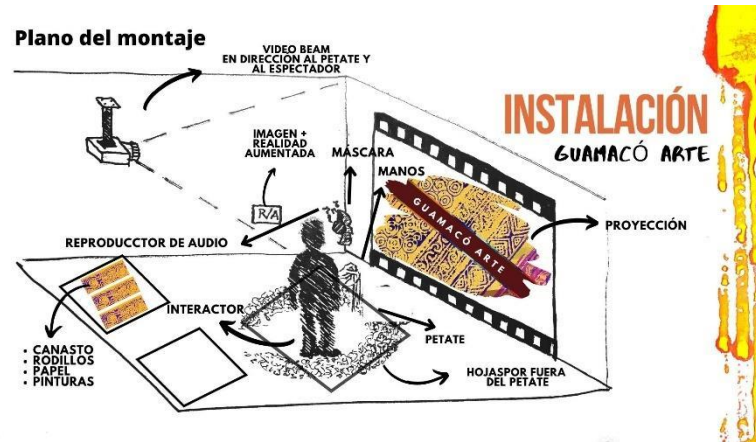 Plano del montaje
VIDEO BEAM
EN DIRECCIÓN AL PETATE Y
AL ESPECTADOR
INSTALACIÓN
GUAMACÓ ARTE
IMAGEN +
REALIDAD
AUMENTADA
MÁSCARA
MANOS
R/A
GUAMACÓ ARTE
PROYECCIÓN
REPRODUCCTOR DE AUDIO
INTERACTOR
PETATE
• CANASTO
• RODILLOS
• PAPEL
• PINTURAS
HOJASPOR FUERA
DEL PETATE